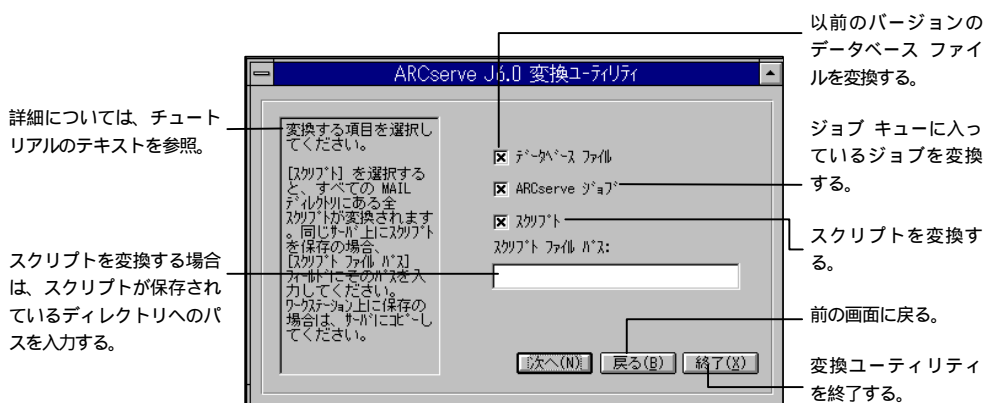 以前のバージョンの
データベース ファイ
ルを変換する。
ARCserve J6.0 変換ﾕｰﾃｨﾘﾃｨ
詳細については、チュート
リアルのテキストを参照。
変換する項目を選択し
てください。
[ｽｸﾘﾌﾟﾄ] を選択する
と、すべての MAIL
ﾃﾞｨﾚｸﾄﾘにある全
ｽｸﾘﾌﾟﾄが変換されます
。同じｻｰﾊﾞ上にｽｸﾘﾌﾟﾄ
を保存の場合、
[ｽｸﾘﾌﾟﾄ ﾌｧｲﾙ ﾊﾟｽ]
ﾌｨｰﾙﾄﾞにそのﾊﾟｽを入
力してください。
ﾜｰｸｽﾃｰｼｮﾝ上に保存の
場合は、ｻｰﾊﾞにｺﾋﾟｰし
てください。
ﾃﾞｰﾀﾍﾞｰｽ ﾌｧｲﾙ
ARCserve ｼﾞｮﾌﾞ
ｽｸﾘﾌﾟﾄ
ｽｸﾘﾌﾟﾄ ﾌｧｲﾙ ﾊﾟｽ:
ジョブ キューに入っ
ているジョブを変換
する。
スクリプトを変換す
る。
スクリプトを変換する場合
は、スクリプトが保存され
ているディレクトリへのパ
スを入力する。
前の画面に戻る。
次へ(N) 戻る(B) 終了(X)
変換ユーティリティ
を終了する。